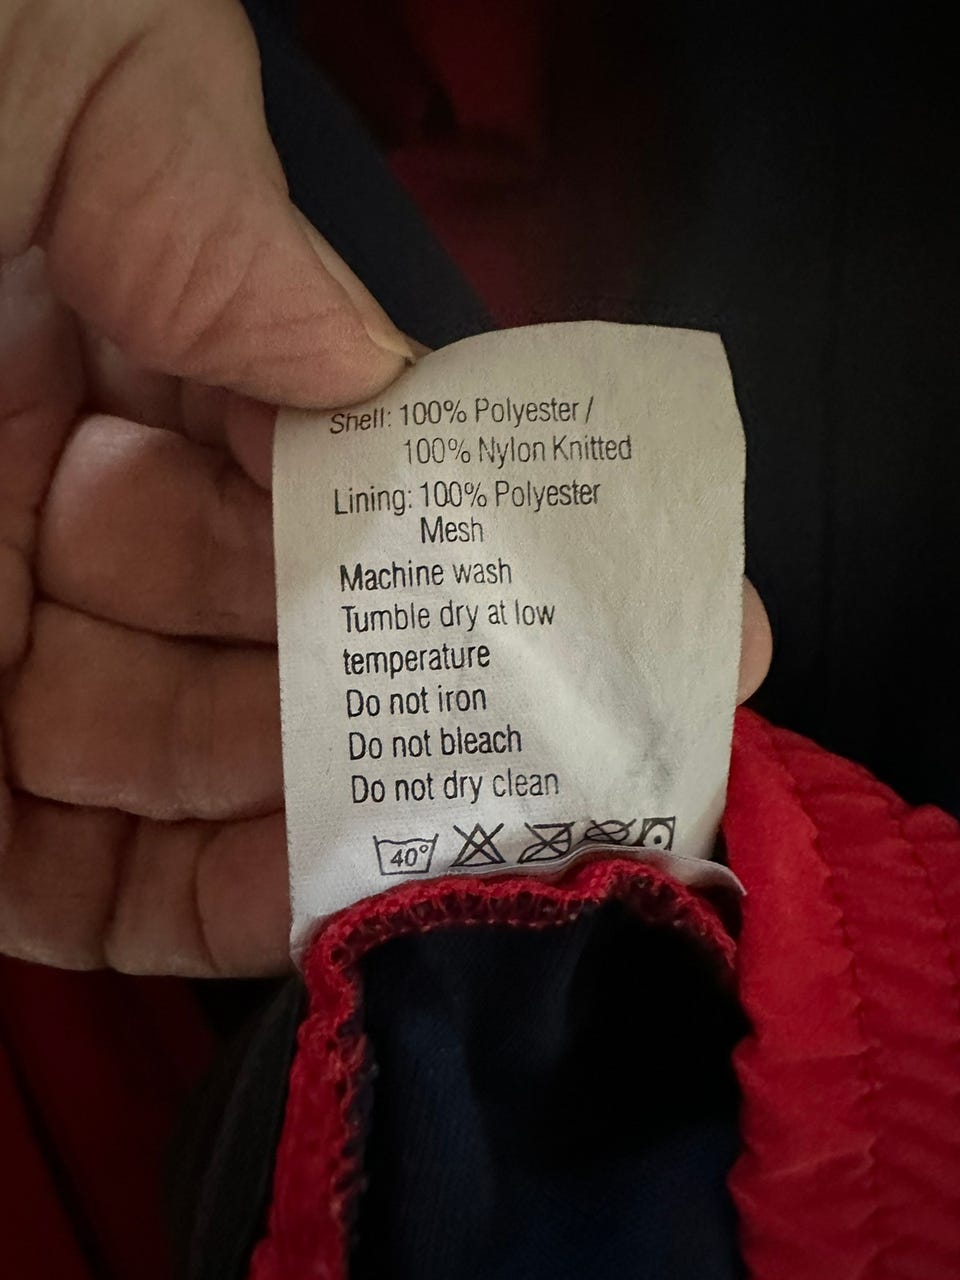 Shell: 100% Polyester /
100% Nylon Knitted
Lining: 100% Polyester
Mesh
Machine wash
Tumble dry at low
temperature
Do not iron
Do not bleach
Do not dry clean
40°